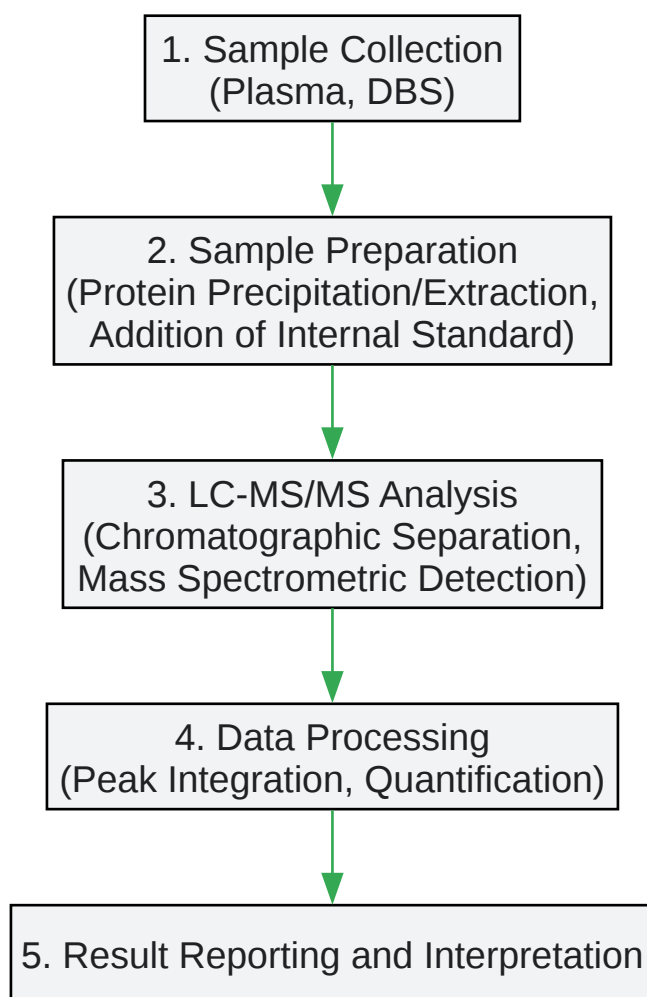 1. Sample Collection
(Plasma, DBS)
2. Sample Preparation
(Protein Precipitation/Extraction,
Addition of Internal Standard)
3. LC-MS/MS Analysis
(Chromatographic Separation,
Mass Spectrometric Detection)
4. Data Processing
(Peak Integration, Quantification)
5. Result Reporting and Interpretation